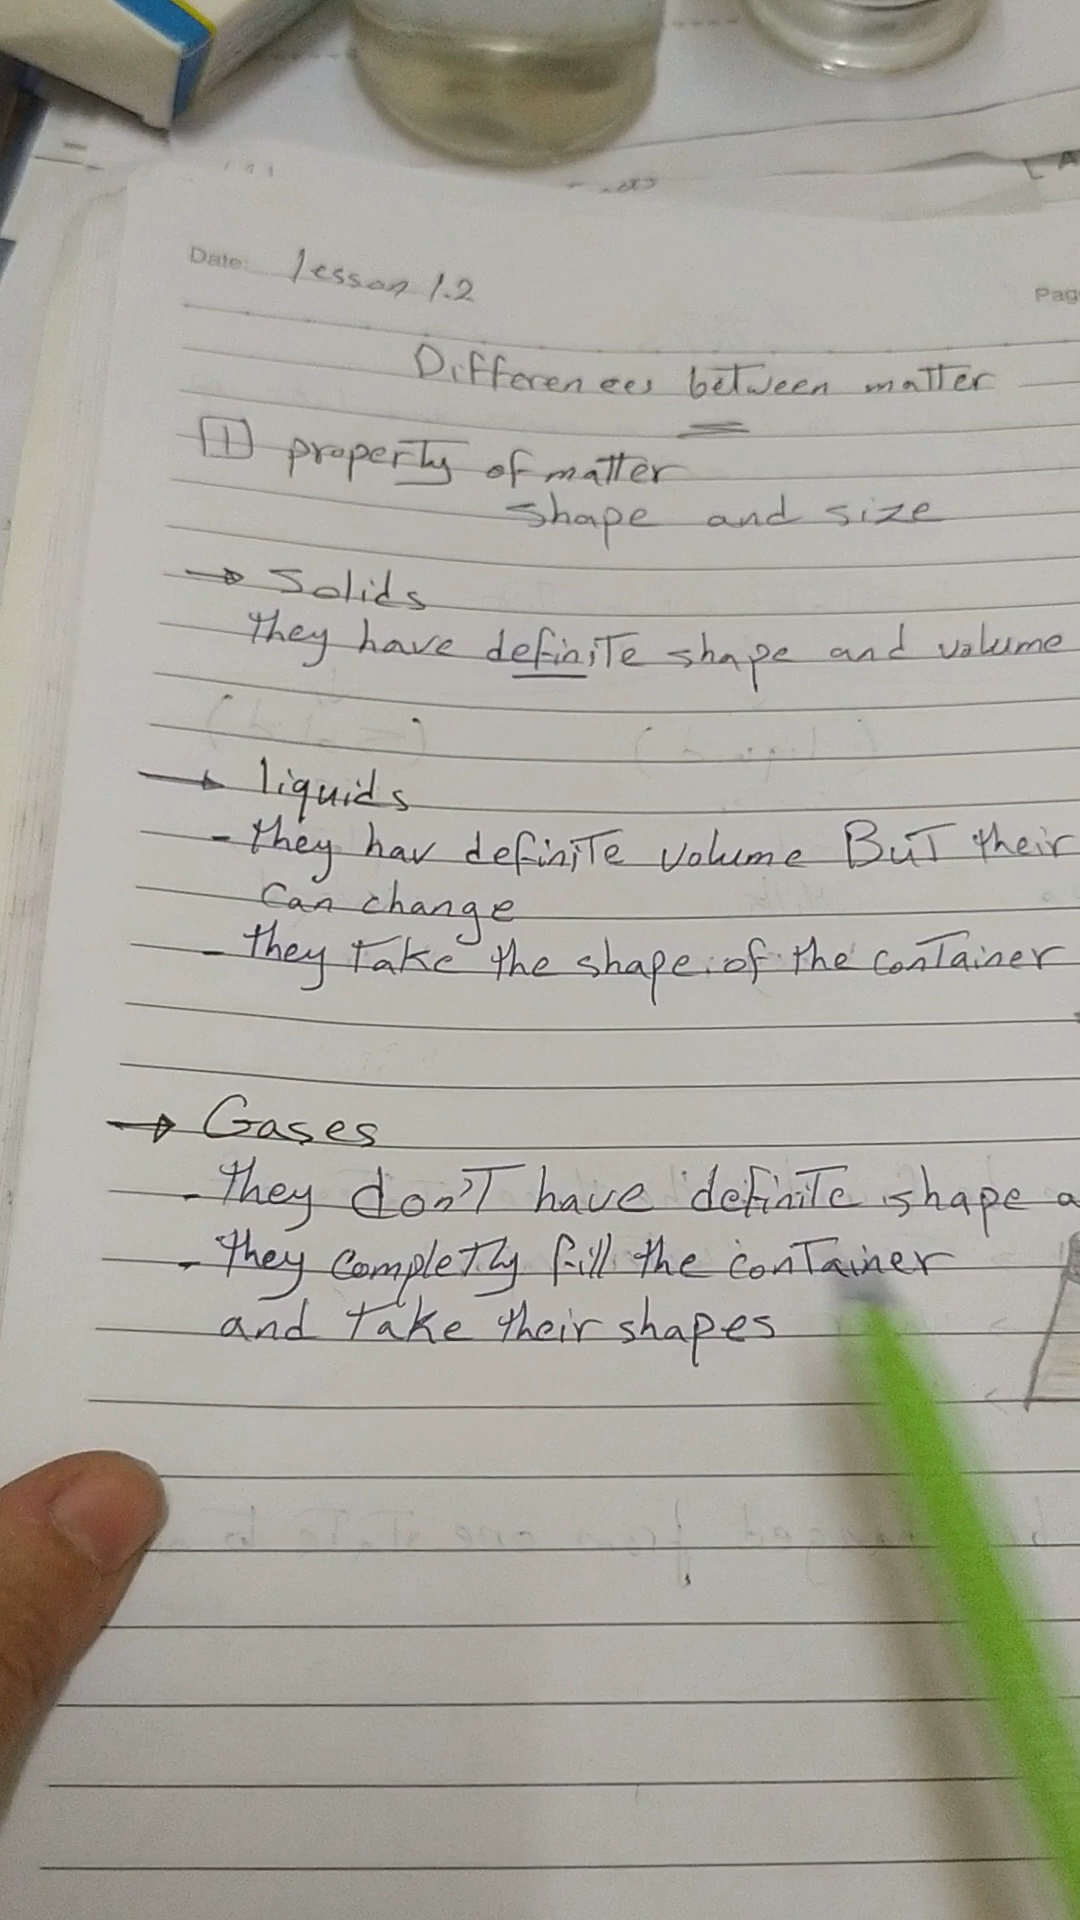 Date: lesson 1.2
Pag
Differences between matter
1 property of matter
shape and size
→ Solids
they have definite shape and volume
→ liquids
- they hav definite volume BuT their
can change
- they take the shape of the container
→ Gases
- they don'T have definite shape a
- they completly fill the container
and take their shapes